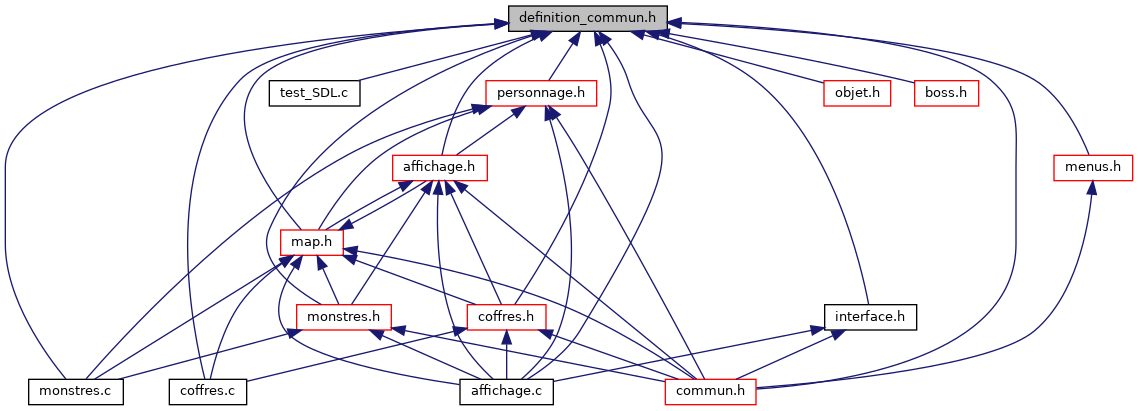 definition_commun.h
test_SDL.c
personnage.h
objet.h
boss.h
affichage.h
menus.h
map.h
monstres.h
coffres.h
interface.h
monstres.c
coffres.c
affichage.c
commun.h